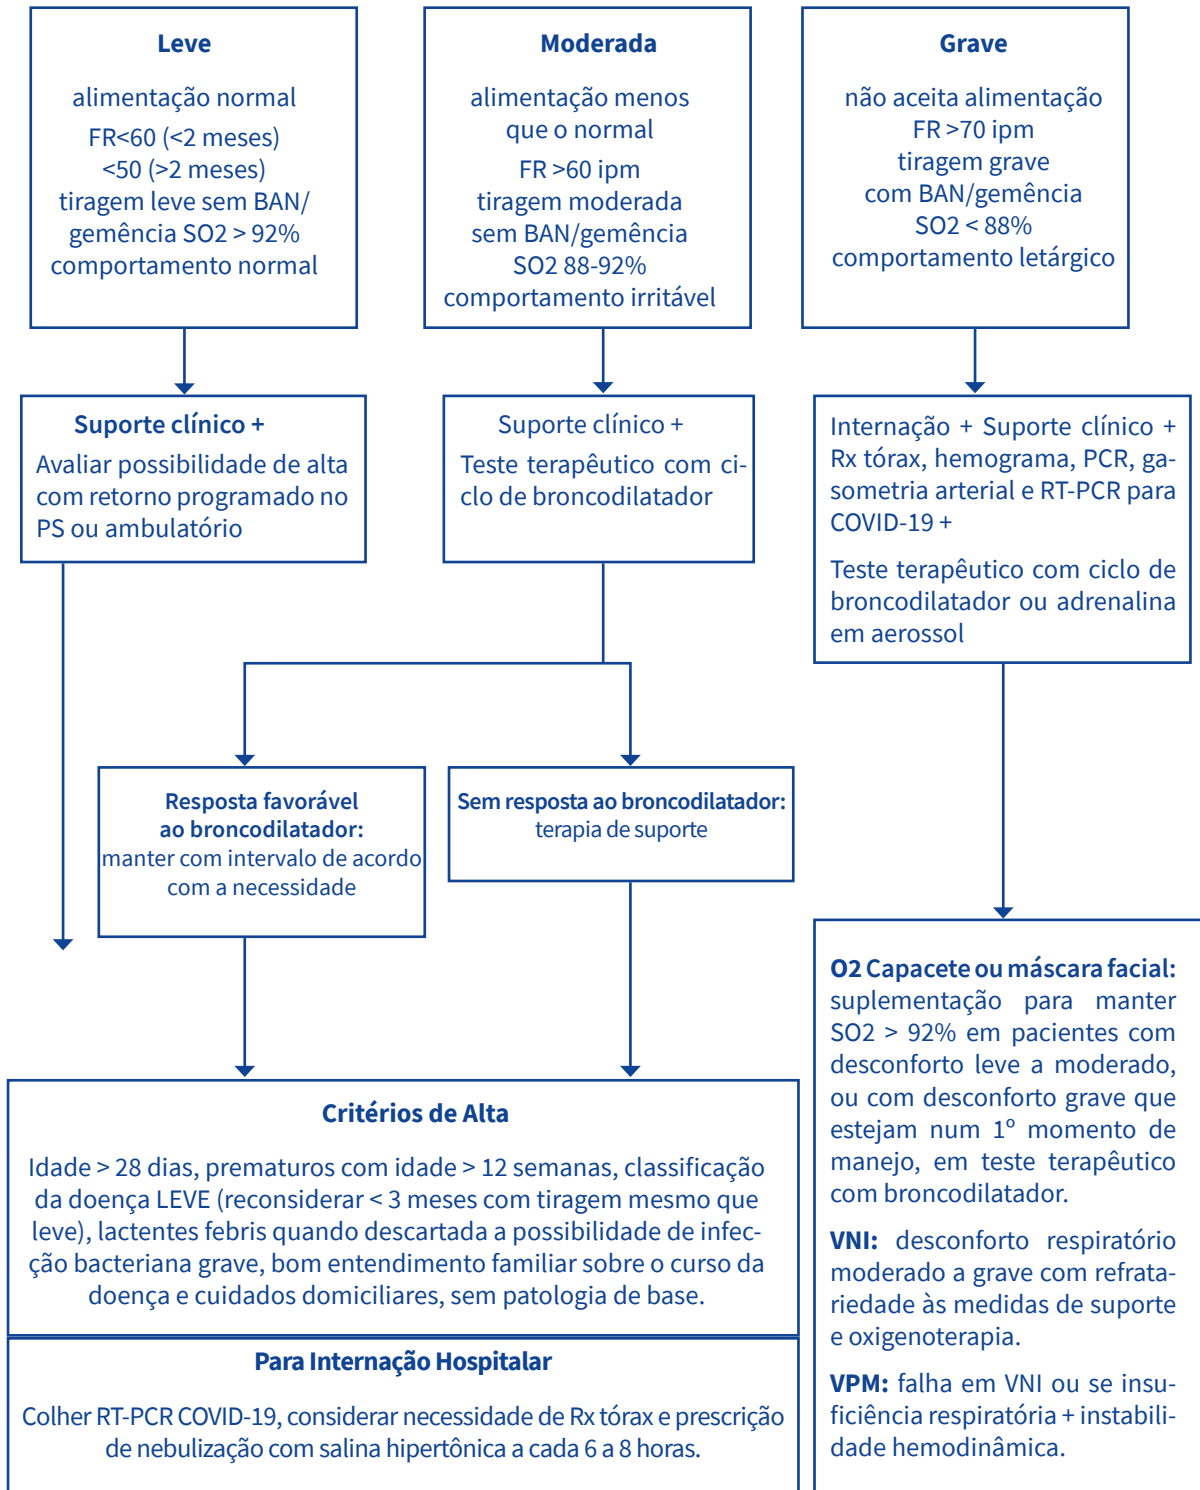 Leve
alimentação normal
FR<60 (<2 meses)
<50 (>2 meses)
tiragem leve sem BAN/
gemência SO2 > 92%
comportamento normal
Moderada
alimentação menos
que o normal
FR >60 ipm
tiragem moderada
sem BAN/gemência
SO2 88-92%
comportamento irritável
Grave
não aceita alimentação
FR >70 ipm
tiragem grave
com BAN/gemência
SO2 < 88%
comportamento letárgico
Suporte clínico +
Avaliar possibilidade de alta
com retorno programado no
PS ou ambulatório
Suporte clínico +
Teste terapêutico com ci-
clo de broncodilatador
Internação + Suporte clínico +
Rx tórax, hemograma, PCR, ga-
sometria arterial e RT-PCR para
COVID-19 +
Teste terapêutico com ciclo de
broncodilatador ou adrenalina
em aerossol
Resposta favorável
ao broncodilatador:
manter com intervalo de acordo
com a necessidade
Sem resposta ao broncodilatador:
terapia de suporte
O2 Capacete ou máscara facial:
suplementação para manter
SO2 > 92% em pacientes com
desconforto leve a moderado,
ou com desconforto grave que
estejam num 1º momento de
manejo, em teste terapêutico
com broncodilatador.
VNI: desconforto respiratório
moderado a grave com refrata-
riedade às medidas de suporte
e oxigenoterapia.
VPM: falha em VNI ou se insu-
ficiência respiratória + instabili-
dade hemodinâmica.
Critérios de Alta
Idade > 28 dias, prematuros com idade > 12 semanas, classificação
da doença LEVE (reconsiderar < 3 meses com tiragem mesmo que
leve), lactentes febris quando descartada a possibilidade de infec-
ção bacteriana grave, bom entendimento familiar sobre o curso da
doença e cuidados domiciliares, sem patologia de base.
Para Internação Hospitalar
Colher RT-PCR COVID-19, considerar necessidade de Rx tórax e prescrição
de nebulização com salina hipertônica a cada 6 a 8 horas.